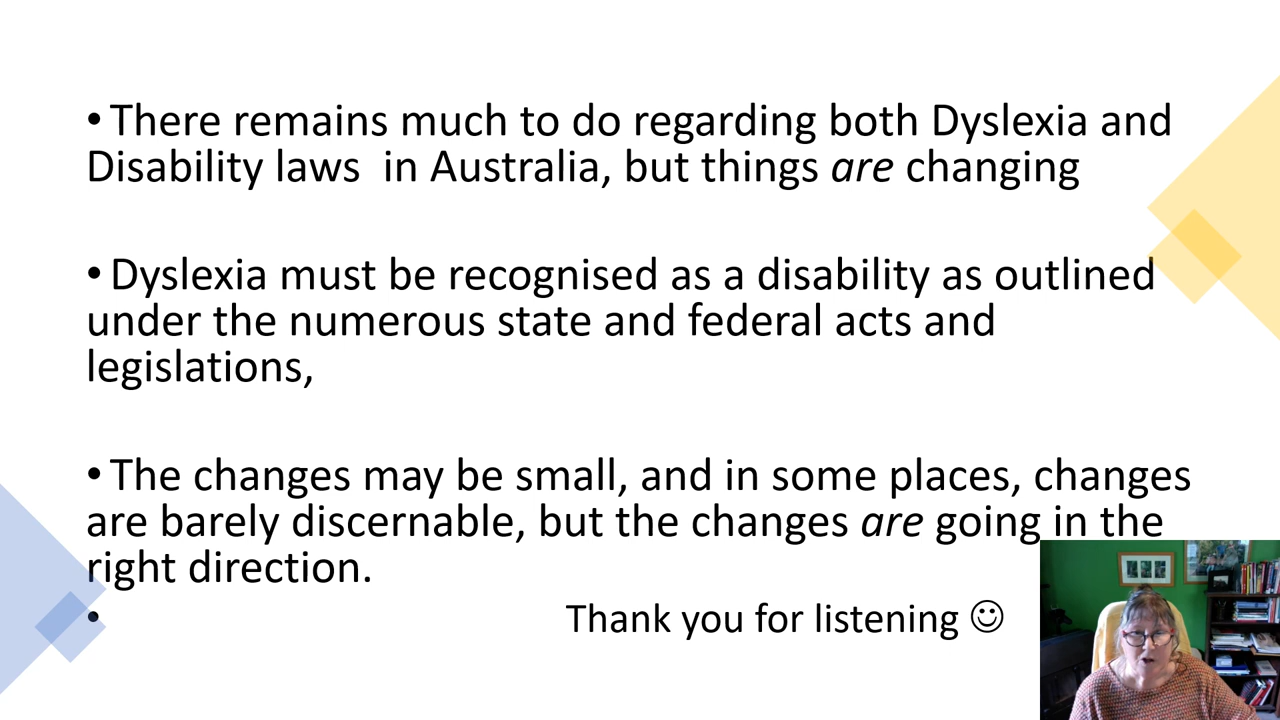 • There remains much to do regarding both Dyslexia and
Disability laws  in Australia, but things are changing
• Dyslexia must be recognised as a disability as outlined
under the numerous state and federal acts and
legislations,
• The changes may be small, and in some places, changes
are barely discernable, but the changes are going in the
right direction.
• Thank you for listening ☺